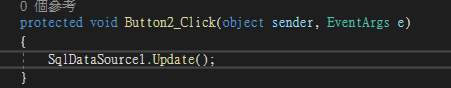 0 個參考
protected void Button2_Click(object sender, EventArgs e)
{
SqlDataSource1.Update();
}